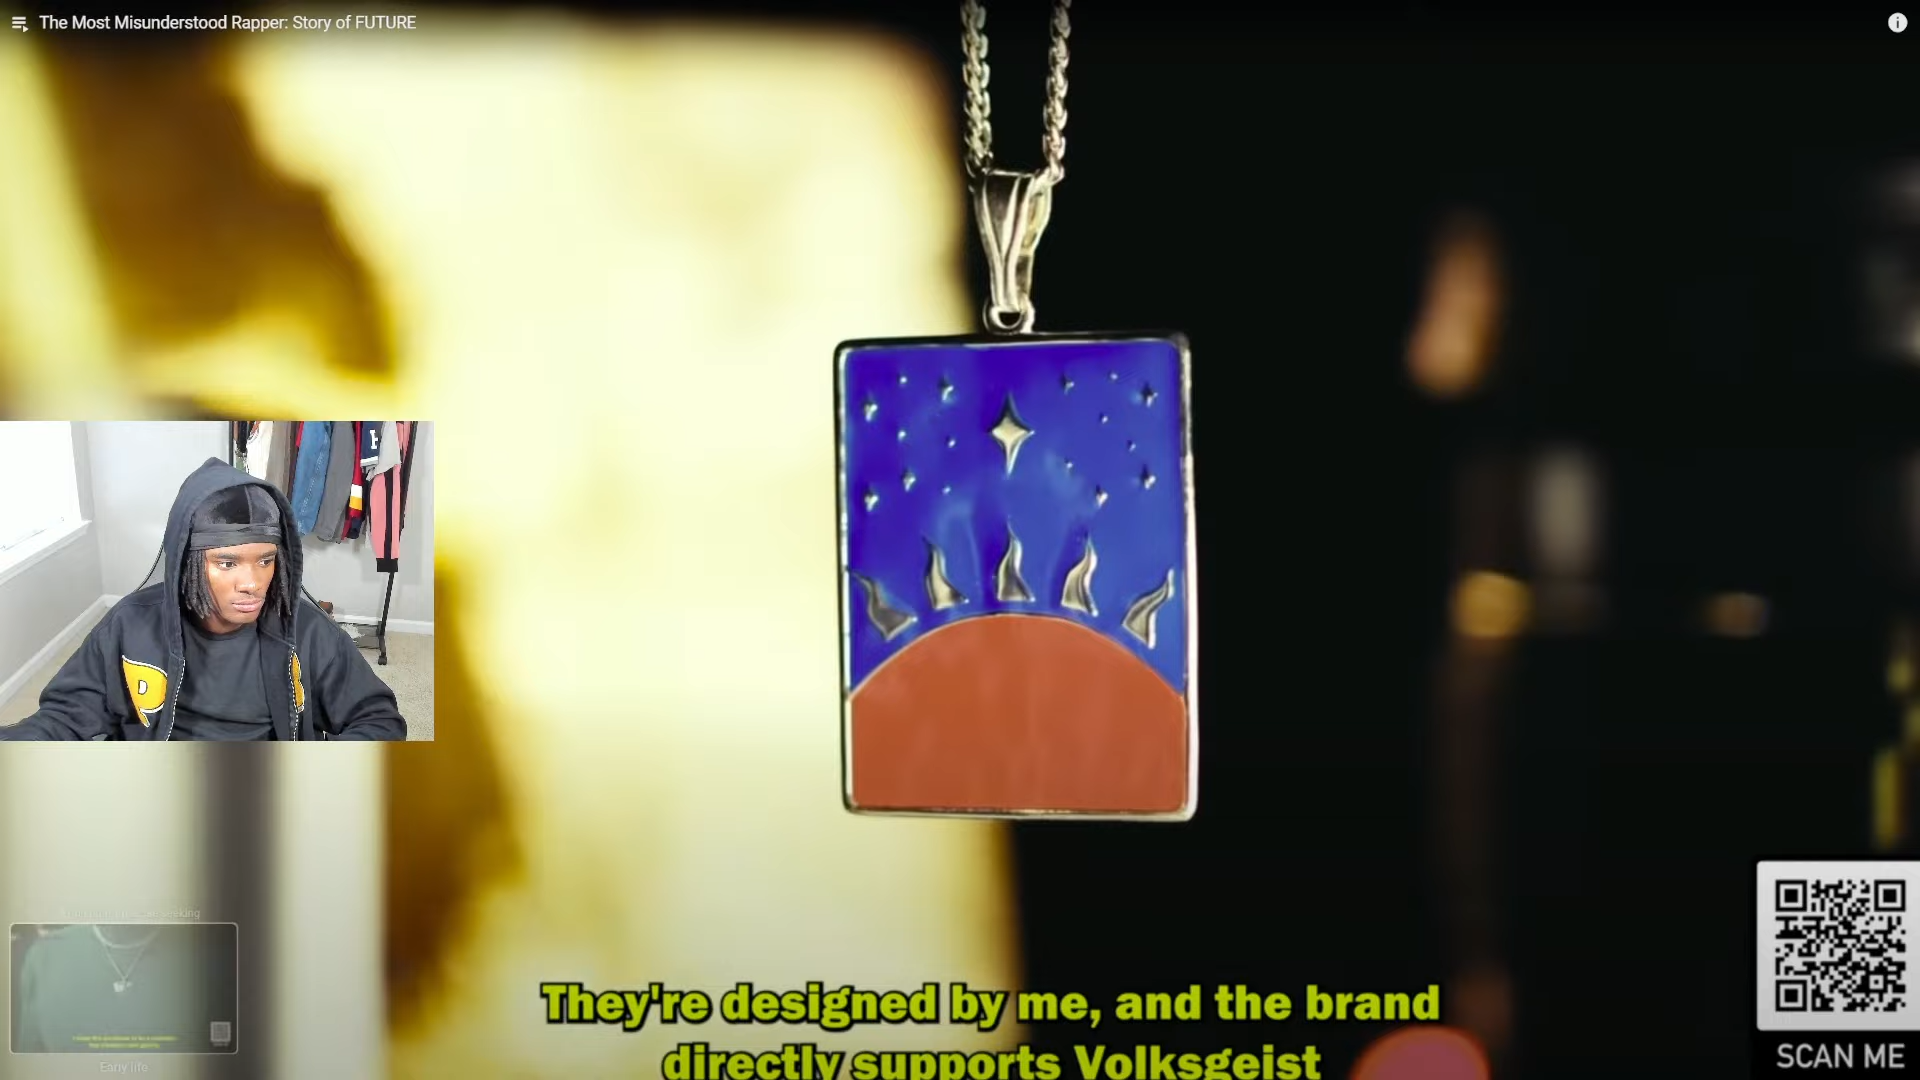 The Most Misunderstood Rapper: Story of FUTURE
P
They're designed by me, and the brand
directly supports Volksgeist
Early life
SCAN ME